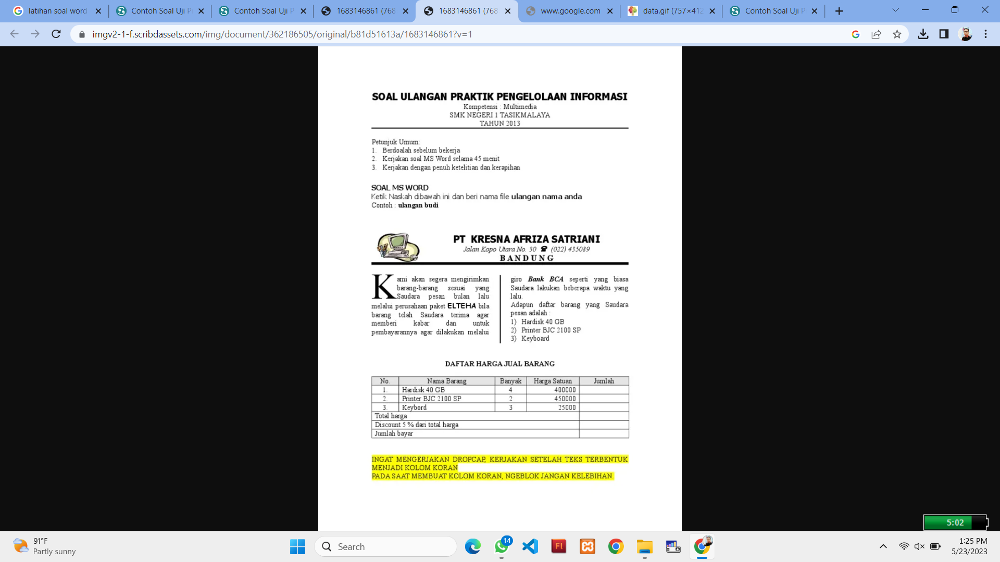 latihan soal word
Contoh Soal Uji P
Contoh Soal Uji P
1683146861 (768
1683146861 (768
www.google.com
data.gif (757×412
Contoh Soal Uji P
imgv2-1-f.scribdassets.com/img/document/362186505/original/b81d51613a/1683146861?v=1
SOAL ULANGAN PRAKTIK PENGELOLAAN INFORMASI
Kompetensi : Multimedia
SMK NEGERI 1 TASIKMALAYA
TAHUN 2013
Petunjuk Umum:
1. Berdoalah sebelum bekerja
2. Kerjakan soal MS Word selama 45 menit
3. Kerjakan dengan penuh ketelitian dan kerapihan
SOAL MS WORD
Ketik Naskah dibawah ini dan beri nama file ulangan nama anda
Contoh : ulangan budi
PT KRESNA AFRIZA SATRIANI
Jalan Kopo Utara No. 30 ☎ (022) 435089
BANDUNG
Kami akan segera mengirimkan
barang-barang sesuai yang
Saudara pesan bulan lalu
melalui perusahaan paket ELTEHA bila
barang telah Saudara terima agar
memberi kabar dan untuk
pembayarannya agar dilakukan melalui
giro Bank BCA seperti yang biasa
Saudara lakukan beberapa waktu yang
lalu.
Adapun daftar barang yang Saudara
pesan adalah :
1) Hardisk 40 GB
2) Printer BJC 2100 SP
3) Keyboard
DAFTAR HARGA JUAL BARANG
No. Nama Barang Banyak Harga Satuan Jumlah
1. Hardisk 40 GB 4 400000
2. Printer BJC 2100 SP 2 450000
3. Keybord 3 25000
Total harga
Discount 5 % dari total harga
Jumlah bayar
INGAT MENGERJAKAN DROPCAP, KERJAKAN SETELAH TEKS TERBENTUK
MENJADI KOLOM KORAN
PADA SAAT MEMBUAT KOLOM KORAN, NGEBLOK JANGAN KELEBIHAN.
5:02
91°F
Partly sunny
Search
14
1:25 PM
5/23/2023